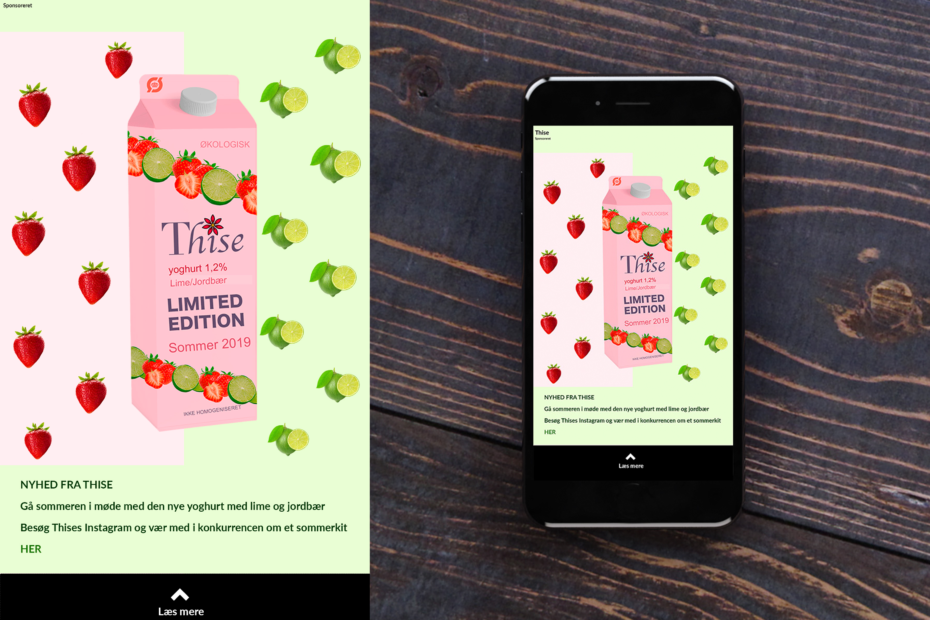 Sponsoreret
ØKOLOGISK
Thise
yoghurt 1,2%
Lime/Jordbær
LIMITED
EDITION
Sommer 2019
IKKE HOMOGENISERET
NYHED FRA THISE
Gå sommeren i møde med den nye yoghurt med lime og jordbær
Besøg Thises Instagram og vær med i konkurrencen om et sommerkit
HER
Læs mere
Thise
Sponsoreret
ØKOLOGISK
Thise
yoghurt 1,2%
Lime/Jordbær
LIMITED
EDITION
Sommer 2019
IKKE HOMOGENISERET
NYHED FRA THISE
Gå sommeren i møde med den nye yoghurt med lime og jordbær
Besøg Thises Instagram og vær med i konkurrencen om et sommerkit
HER
Læs mere